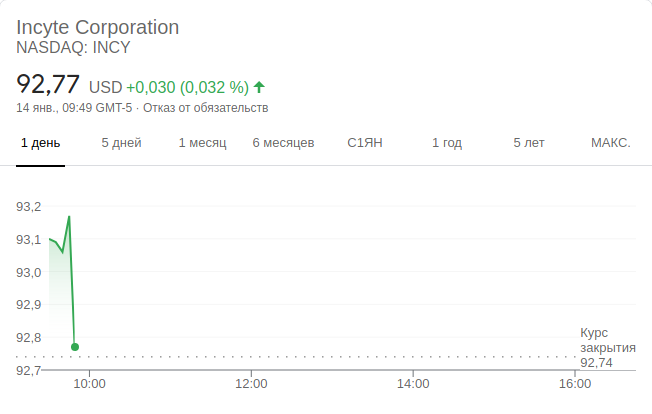 Incyte Corporation
NASDAQ: INCY
92,77 USD +0,030 (0,032 %)
14 янв., 09:49 GMT-5 · Отказ от обязательств
1 день 5 дней 1 месяц 6 месяцев С1ЯН 1 год 5 лет МАКС.
93,2
93,1
93,0
92,9
92,8
92,7
Курс
закрытия
92,74
10:00 12:00 14:00 16:00